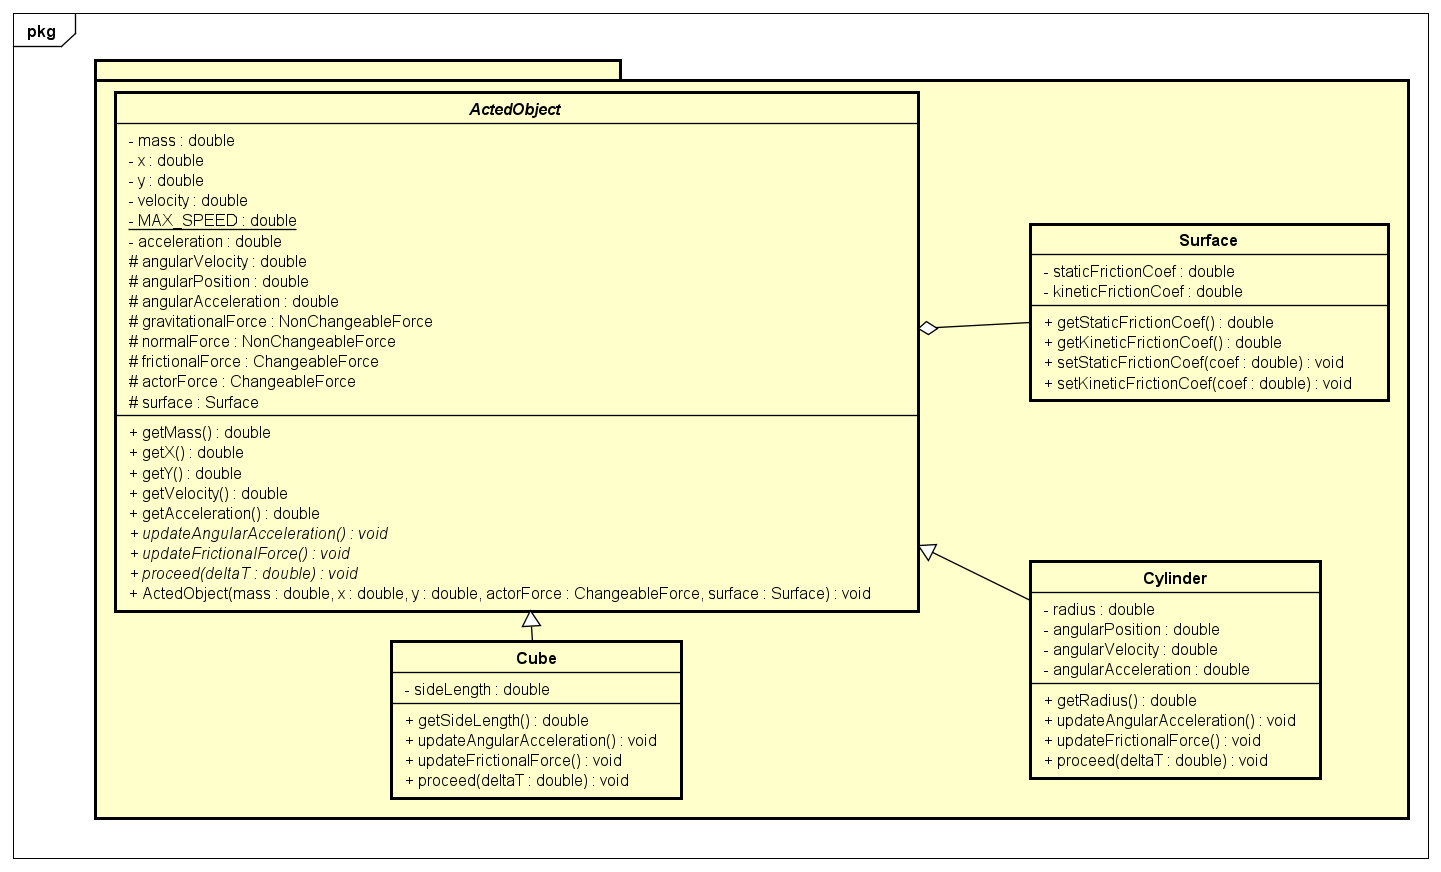 pkg
ActedObject
- mass : double
- x : double
- y : double
- velocity : double
- MAX_SPEED : double
- acceleration : double
# angularVelocity : double
# angularPosition : double
# angularAcceleration : double
# gravitationalForce : NonChangeableForce
# normalForce : NonChangeableForce
# frictionalForce : ChangeableForce
# actorForce : ChangeableForce
# surface : Surface
+ getMass() : double
+ getX() : double
+ getY() : double
+ getVelocity() : double
+ getAcceleration() : double
+ updateAngularAcceleration() : void
+ updateFrictionalForce() : void
+ proceed(deltaT : double) : void
+ ActedObject(mass : double, x : double, y : double, actorForce : ChangeableForce, surface : Surface) : void
Surface
- staticFrictionCoef : double
- kineticFrictionCoef : double
+ getStaticFrictionCoef() : double
+ getKineticFrictionCoef() : double
+ setStaticFrictionCoef(coef : double) : void
+ setKineticFrictionCoef(coef : double) : void
Cylinder
- radius : double
- angularPosition : double
- angularVelocity : double
- angularAcceleration : double
+ getRadius() : double
+ updateAngularAcceleration() : void
+ updateFrictionalForce() : void
+ proceed(deltaT : double) : void
Cube
- sideLength : double
+ getSideLength() : double
+ updateAngularAcceleration() : void
+ updateFrictionalForce() : void
+ proceed(deltaT : double) : void